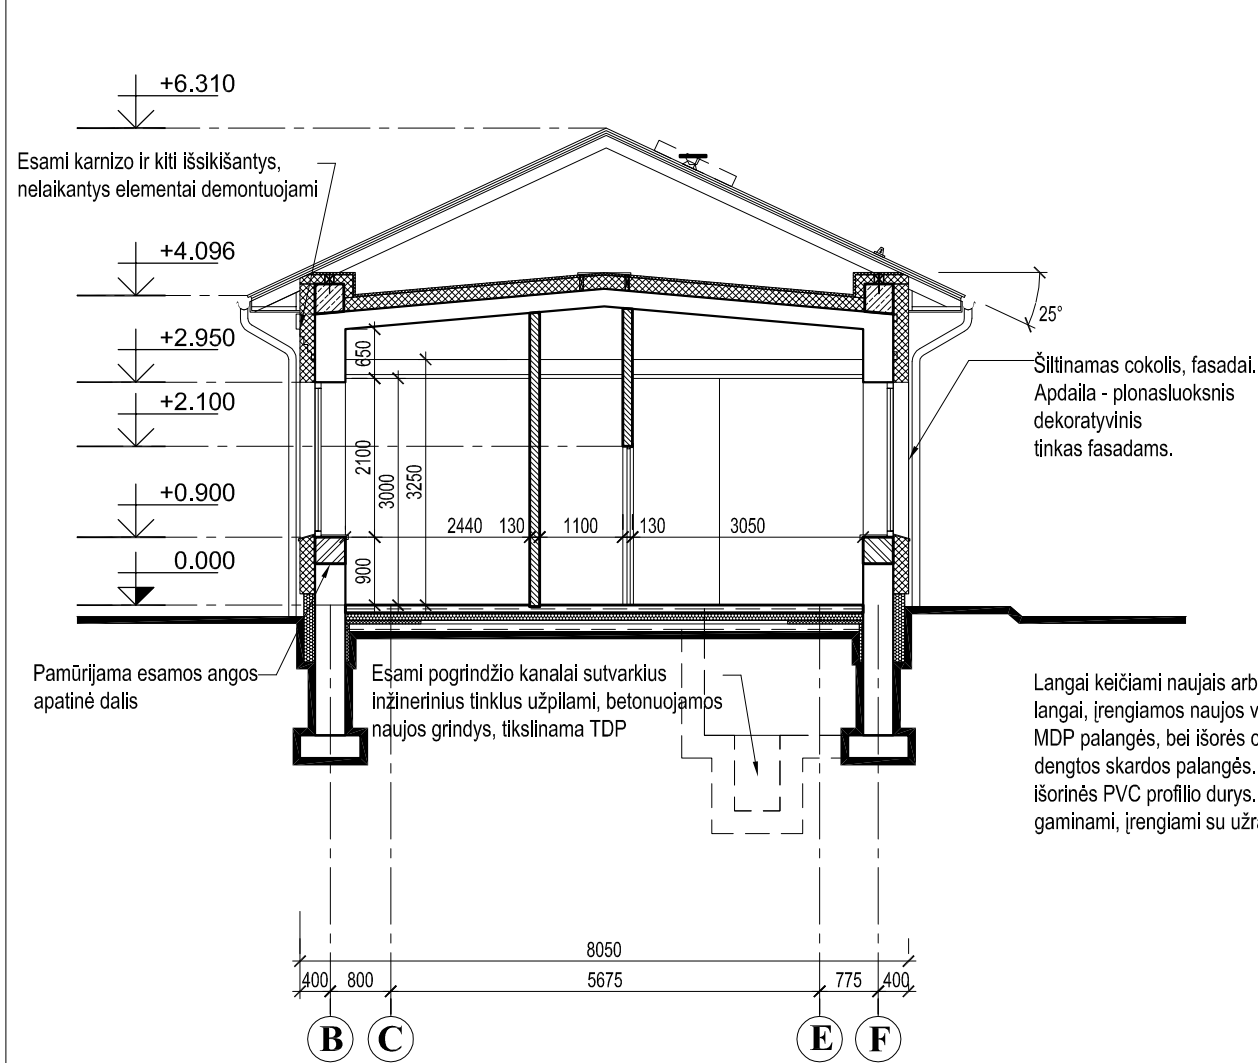 +6.310
Esami karnizo ir kiti išsikišantys,
nelaikantys elementai demontuojami
+4.096
25°
+2.950
650
Šiltinamas cokolis, fasadai.
Apdaila - plonasluoksnis
dekoratyvinis
tinkas fasadams.
+2.100
2100
3000
3250
+0.900
2440
130
1100
130
3050
0.000
900
Pamūrijama esamos angos
apatinė dalis
Esami pogrindžio kanalai sutvarkius
inžinerinius tinklus užpilami, betonuojamos
naujos grindys, tikslinama TDP
Langai keičiami naujais arb
langai, įrengiamos naujos v
MDP palangės, bei išorės c
dengtos skardos palangės.
išorinės PVC profilio durys.
gaminami, įrengiami su užra
8050
400
800
5675
775
400
B
C
E
F